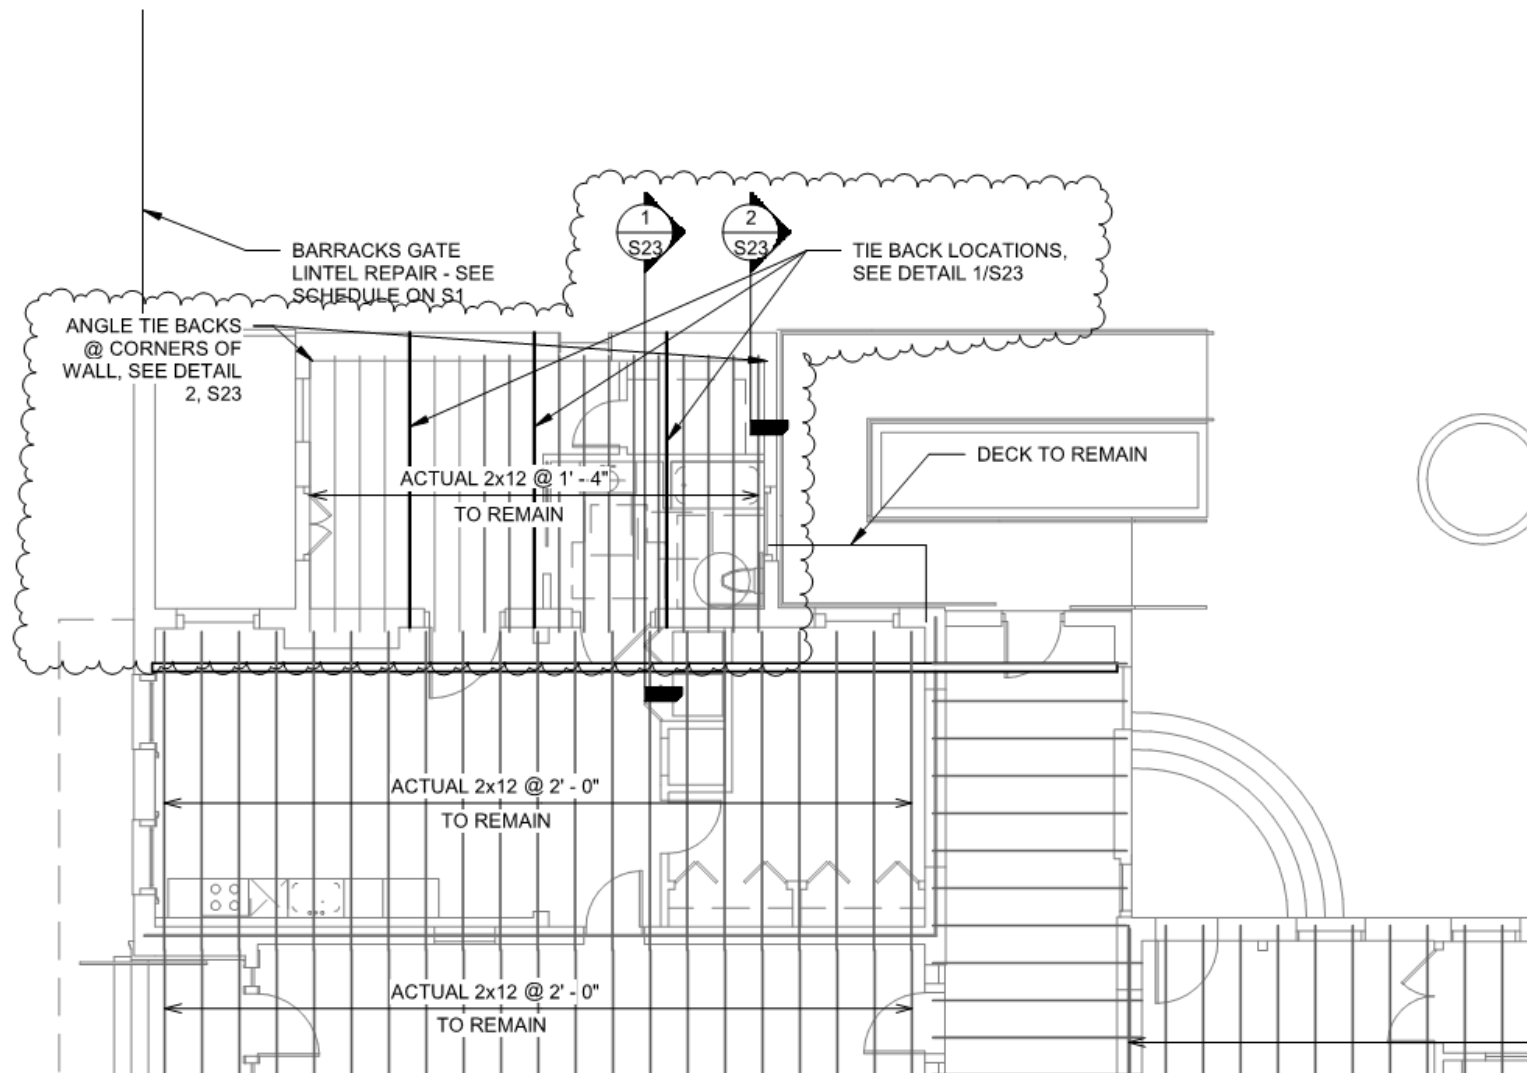 1
S23
2
S23
BARRACKS GATE
LINTEL REPAIR - SEE
SCHEDULE ON S1
TIE BACK LOCATIONS,
SEE DETAIL 1/S23
ANGLE TIE BACKS
@ CORNERS OF
WALL, SEE DETAIL
2, S23
DECK TO REMAIN
ACTUAL 2x12 @ 1' - 4"
TO REMAIN
ACTUAL 2x12 @ 2' - 0"
TO REMAIN
ACTUAL 2x12 @ 2' - 0"
TO REMAIN